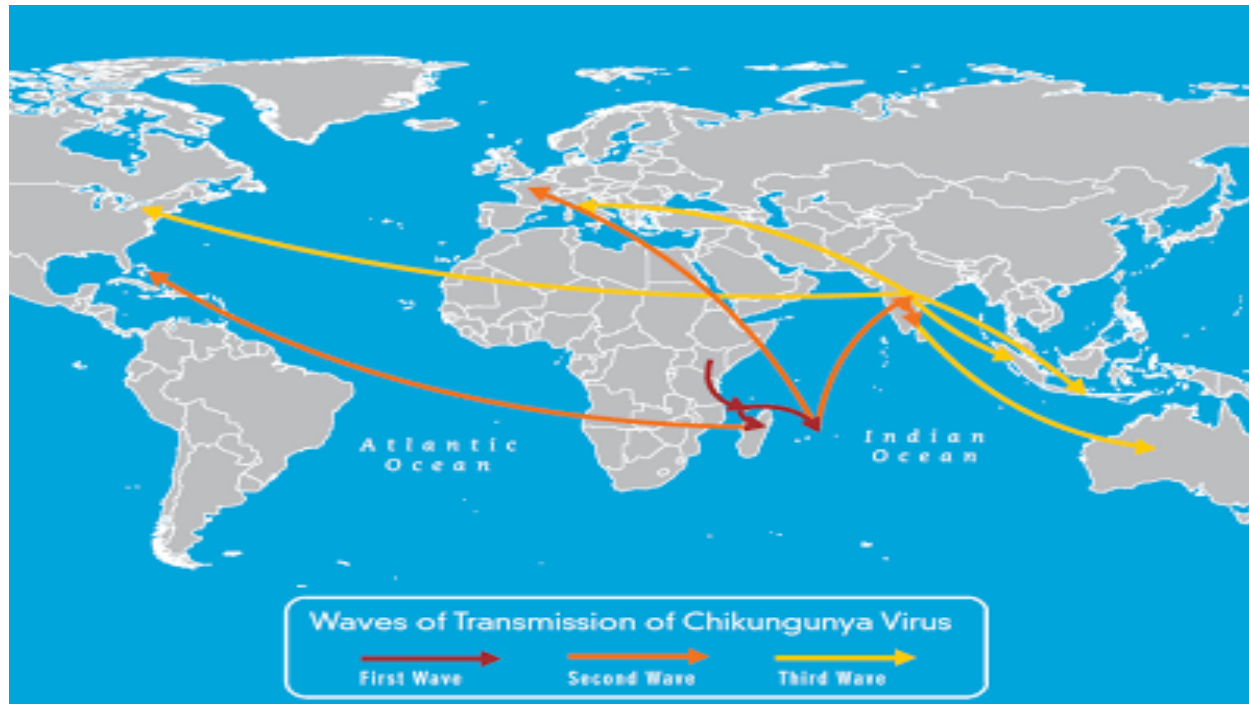 Atlantic
Ocean
Indian
Ocean
Waves of Transmission of Chikungunya Virus
First Wave
Second Wave
Third Wave